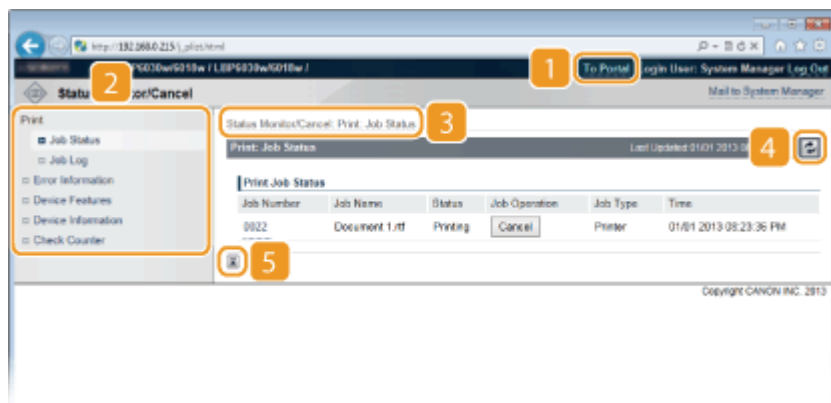 http://192.168.0.215/_plist.html
P6030w/6018w / LBP6030w/6018w /
1
To Portal Login User: System Manager Log Out
2
Status Monitor/Cancel
Mail to System Manager
Print
Job Status
Job Log
Error Information
Device Features
Device Information
Check Counter
Status Monitor/Cancel: Print: Job Status
3
Print: Job Status
Last Updated 01/01 2013
4
Print Job Status
Job Number Job Name Status Job Operation Job Type Time
0022 Document 1.rtf Printing Cancel Printer 01/01 2013 08:23:36 PM
5
Copyright CANON INC. 2013